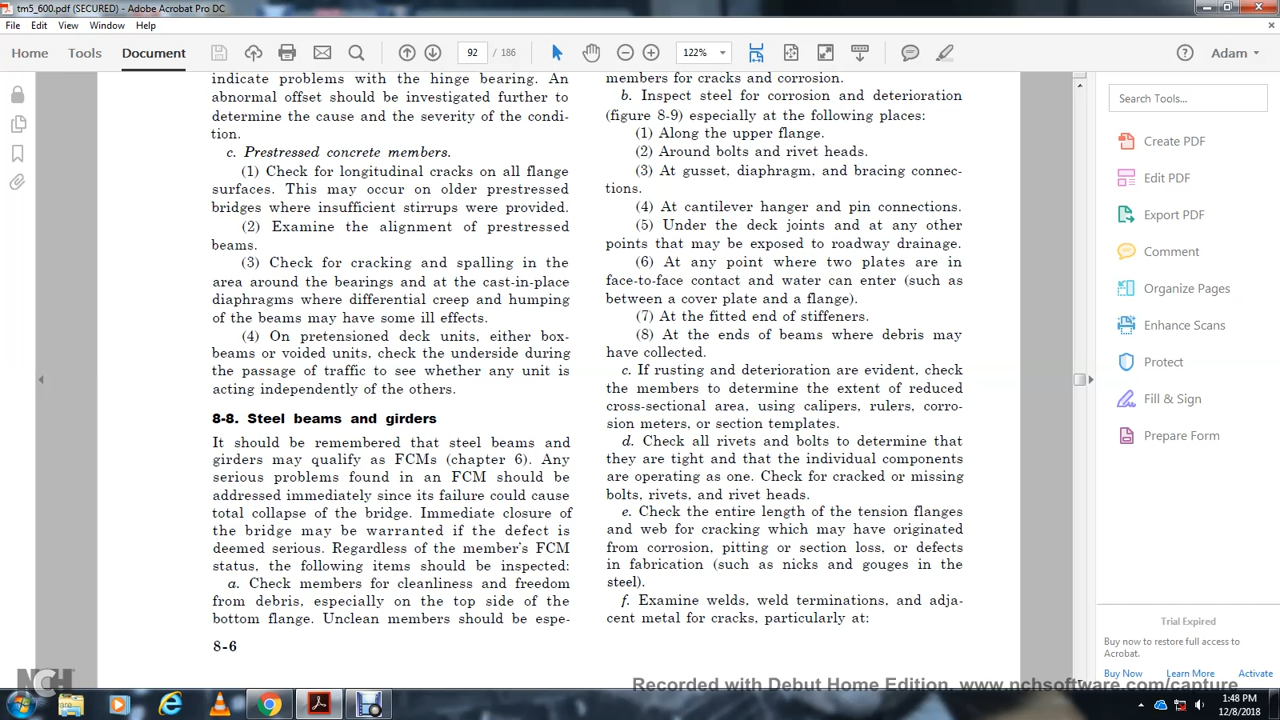 tm5_600.pdf (SECURED) - Adobe Acrobat Pro DC
File Edit View Window Help
Home Tools Document 92 / 186 122% Adam
indicate problems with the hinge bearing. An
abnormal offset should be investigated further to
determine the cause and the severity of the condi-
tion.
c. Prestressed concrete members.
(1) Check for longitudinal cracks on all flange
surfaces. This may occur on older prestressed
bridges where insufficient stirrups were provided.
(2) Examine the alignment of prestressed
beams.
(3) Check for cracking and spalling in the
area around the bearings and at the cast-in-place
diaphragms where differential creep and humping
of the beams may have some ill effects.
(4) On pretensioned deck units, either box-
beams or voided units, check the underside during
the passage of traffic to see whether any unit is
acting independently of the others.
8-8. Steel beams and girders
It should be remembered that steel beams and
girders may qualify as FCMs (chapter 6). Any
serious problems found in an FCM should be
addressed immediately since its failure could cause
total collapse of the bridge. Immediate closure of
the bridge may be warranted if the defect is
deemed serious. Regardless of the member's FCM
status, the following items should be inspected:
a. Check members for cleanliness and freedom
from debris, especially on the top side of the
bottom flange. Unclean members should be espe-
8-6
members for cracks and corrosion.
b. Inspect steel for corrosion and deterioration
(figure 8-9) especially at the following places:
(1) Along the upper flange.
(2) Around bolts and rivet heads.
(3) At gusset, diaphragm, and bracing connec-
tions.
(4) At cantilever hanger and pin connections.
(5) Under the deck joints and at any other
points that may be exposed to roadway drainage.
(6) At any point where two plates are in
face-to-face contact and water can enter (such as
between a cover plate and a flange).
(7) At the fitted end of stiffeners.
(8) At the ends of beams where debris may
have collected.
c. If rusting and deterioration are evident, check
the members to determine the extent of reduced
cross-sectional area, using calipers, rulers, corro-
sion meters, or section templates.
d. Check all rivets and bolts to determine that
they are tight and that the individual components
are operating as one. Check for cracked or missing
bolts, rivets, and rivet heads.
e. Check the entire length of the tension flanges
and web for cracking which may have originated
from corrosion, pitting or section loss, or defects
in fabrication (such as nicks and gouges in the
steel).
f. Examine welds, weld terminations, and adja-
cent metal for cracks, particularly at:
Search Tools...
Create PDF
Edit PDF
Export PDF
Comment
Organize Pages
Enhance Scans
Protect
Fill & Sign
Prepare Form
Trial Expired
Buy now to restore full access to
Acrobat.
Buy Now Learn More Activate
NCH
Recorded with Debut Home Edition. www.nchsoftware.com/capture
1:48 PM
12/8/2018